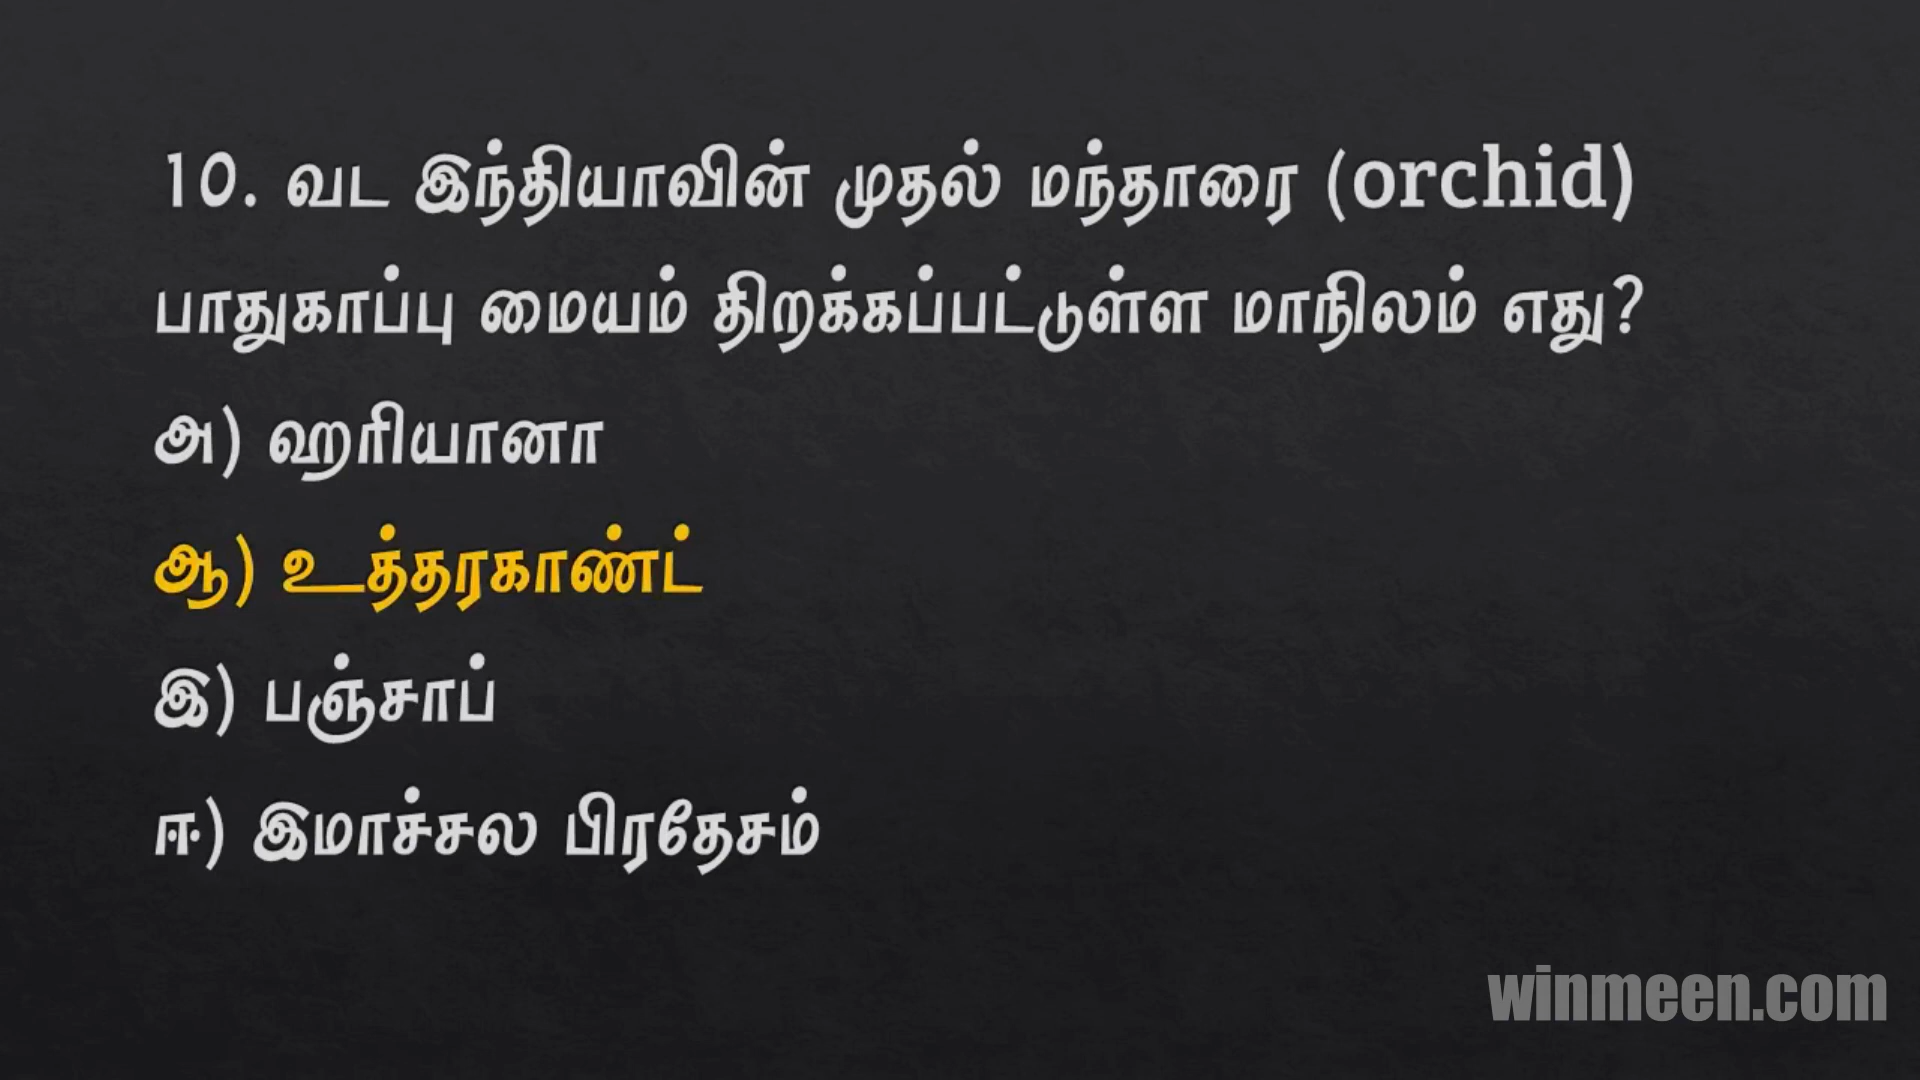 10. வட இந்தியாவின் முதல் மந்தாரை (orchid)
பாதுகாப்பு மையம் திறக்கப்பட்டுள்ள மாநிலம் எது?
அ) ஹரியானா
ஆ) உத்தரகாண்ட்
இ) பஞ்சாப்
ஈ) இமாச்சல பிரதேசம்
winmeen.com